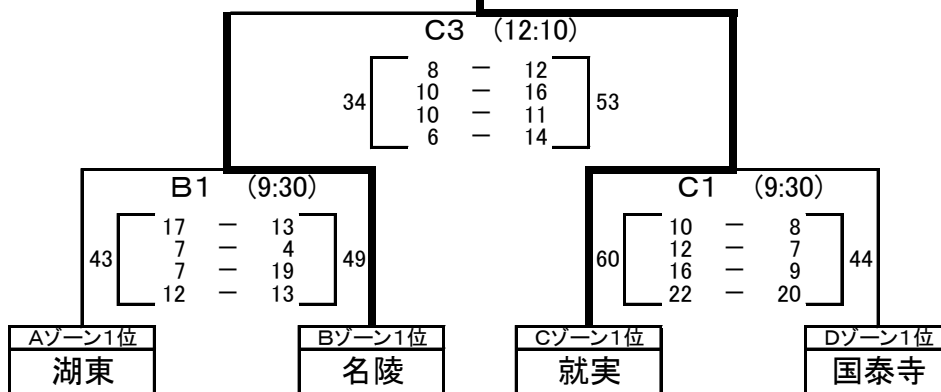 C3 (12:10)
34 8 － 12 53
10 － 16
10 － 11
6 － 14
B1 (9:30) C1 (9:30)
43 17 － 13 49 60 10 － 8 44
7 － 4 12 － 7
7 － 19 16 － 9
12 － 13 22 － 20
Aゾーン1位 Bゾーン1位 Cゾーン1位 Dゾーン1位
湖東 名陵 就実 国泰寺